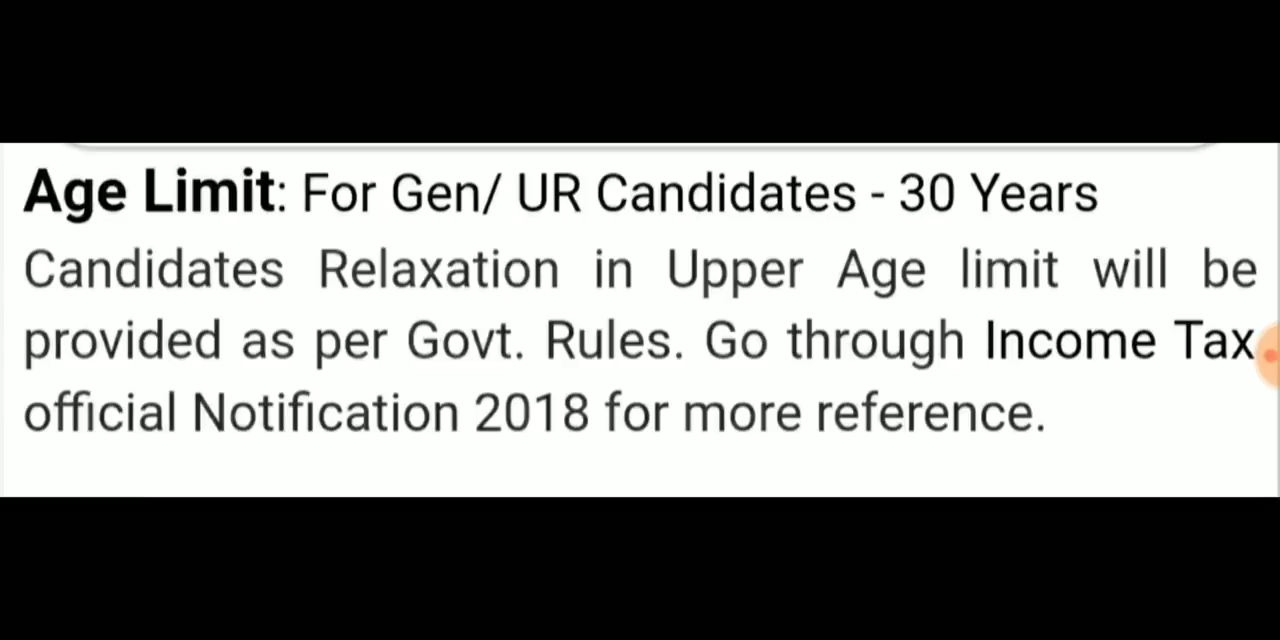 Age Limit: For Gen/ UR Candidates - 30 Years
Candidates Relaxation in Upper Age limit will be
provided as per Govt. Rules. Go through Income Tax
official Notification 2018 for more reference.